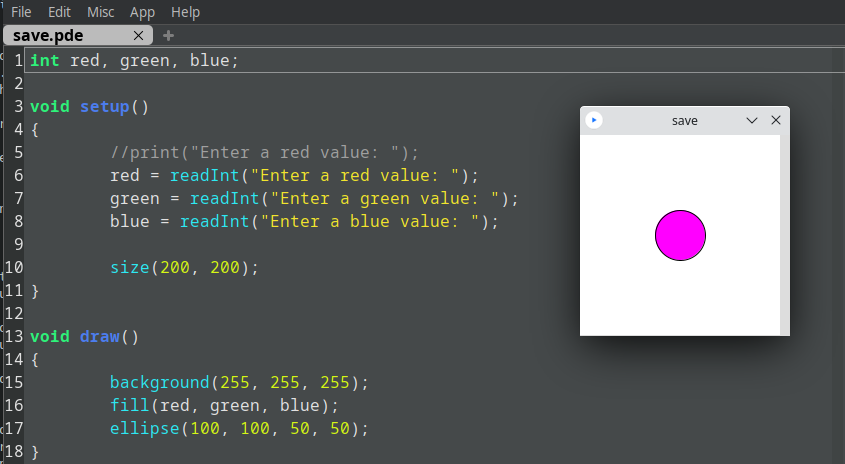 File Edit Misc App Help
save.pde
1 int red, green, blue;
2
3 void setup()
4 {
5 //print("Enter a red value: ");
6 red = readInt("Enter a red value: ");
7 green = readInt("Enter a green value: ");
8 blue = readInt("Enter a blue value: ");
9
10 size(200, 200);
11 }
12
13 void draw()
14 {
15 background(255, 255, 255);
16 fill(red, green, blue);
17 ellipse(100, 100, 50, 50);
18 }
save